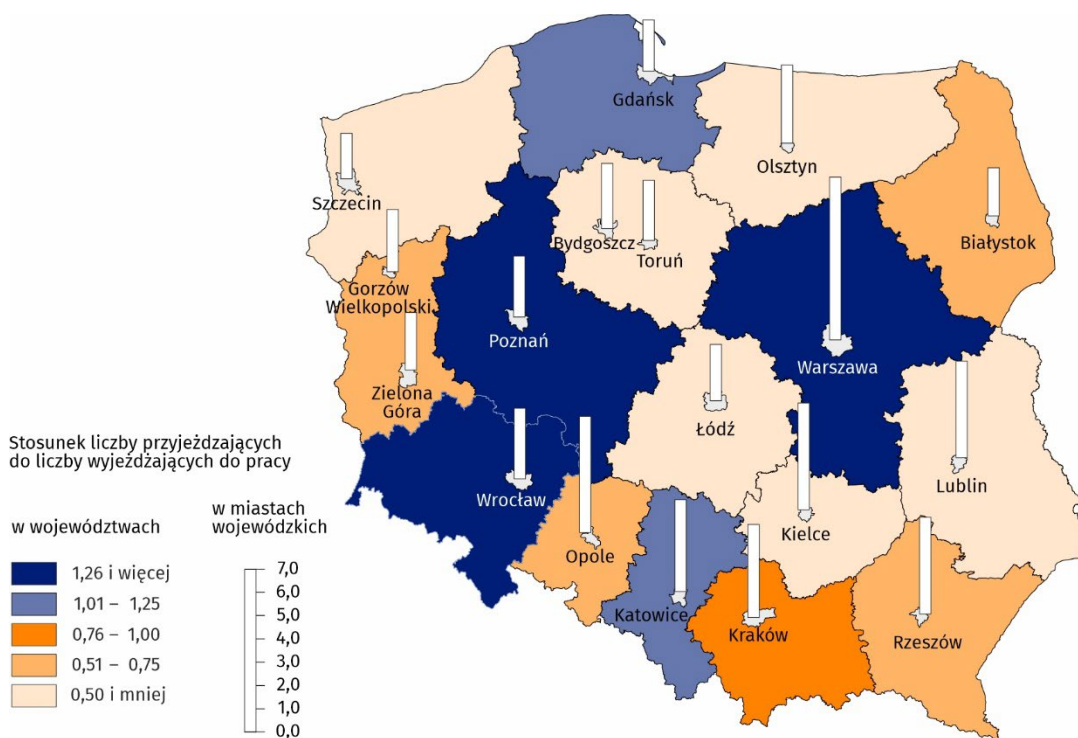 Gdańsk
Olsztyn
Szczecin
Bydgoszcz
Toruń
Białystok
Gorzów
Wielkopolski
Poznań
Warszawa
Zielona
Góra
Łódź
Stosunek liczby przyjeżdzających
do liczby wyjeżdżających do pracy
Wrocław
Lublin
w miastach
wojewódzkich
w województwach
Kielce
Opole
1,26 i więcej
1,01 – 1,25
0,76 – 1,00
0,51 – 0,75
0,50 i mniej
7,0
6,0
5,0
4,0
3,0
2,0
1,0
0,0
Katowice
Kraków
Rzeszów